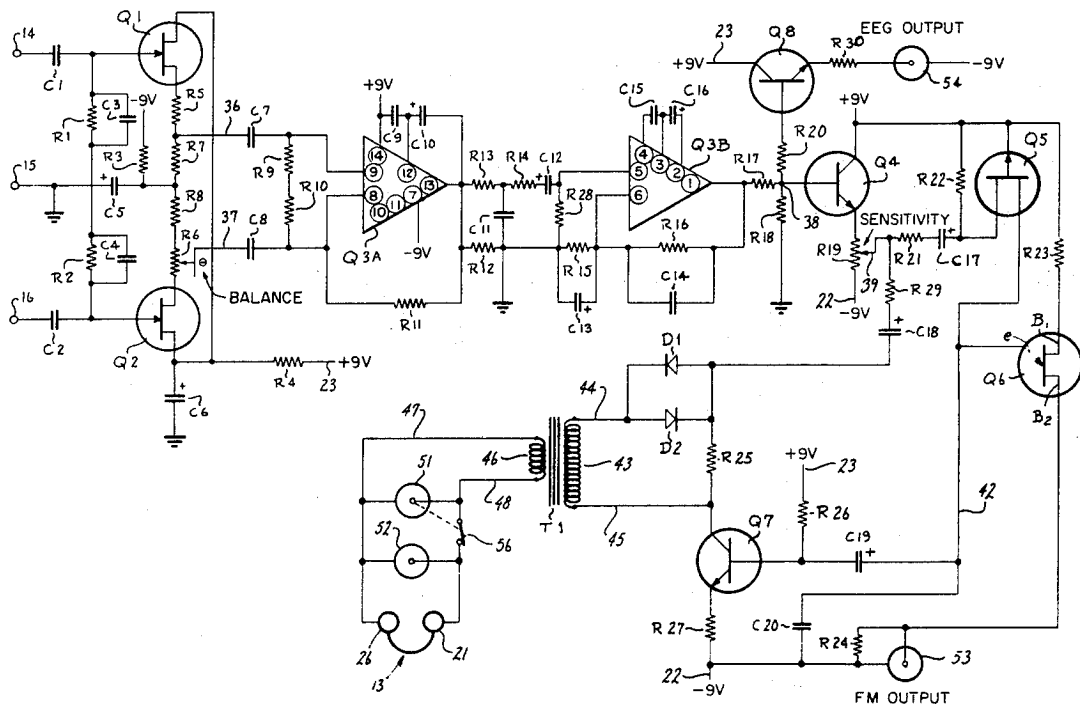 14
C1
Q1
R1
C3
R3
-9V
R5
R7
36
C7
15
C5
R8
R2
C4
R6
37
C8
BALANCE
16
C2
Q2
C6
R4
23
+9V
R9
R10
R11
+9V
C9
C10
14
9
12
13
8
10
11
7
-9V
Q3A
R13
R14
C12
C11
R12
R28
R15
C13
C15
C16
4
5
3
2
6
1
Q3B
R16
C14
R17
R18
38
R20
23
+9V
Q8
R30
EEG OUTPUT
54
-9V
+9V
Q4
SENSITIVITY
R19
22
-9V
39
R21
C17
R22
Q5
R29
C18
R23
B1
e
Q6
B2
42
47
46
48
51
52
56
26
13
21
T1
44
43
45
D1
D2
R25
Q7
+9V
23
R26
C19
R27
C20
22
-9V
R24
53
FM OUTPUT